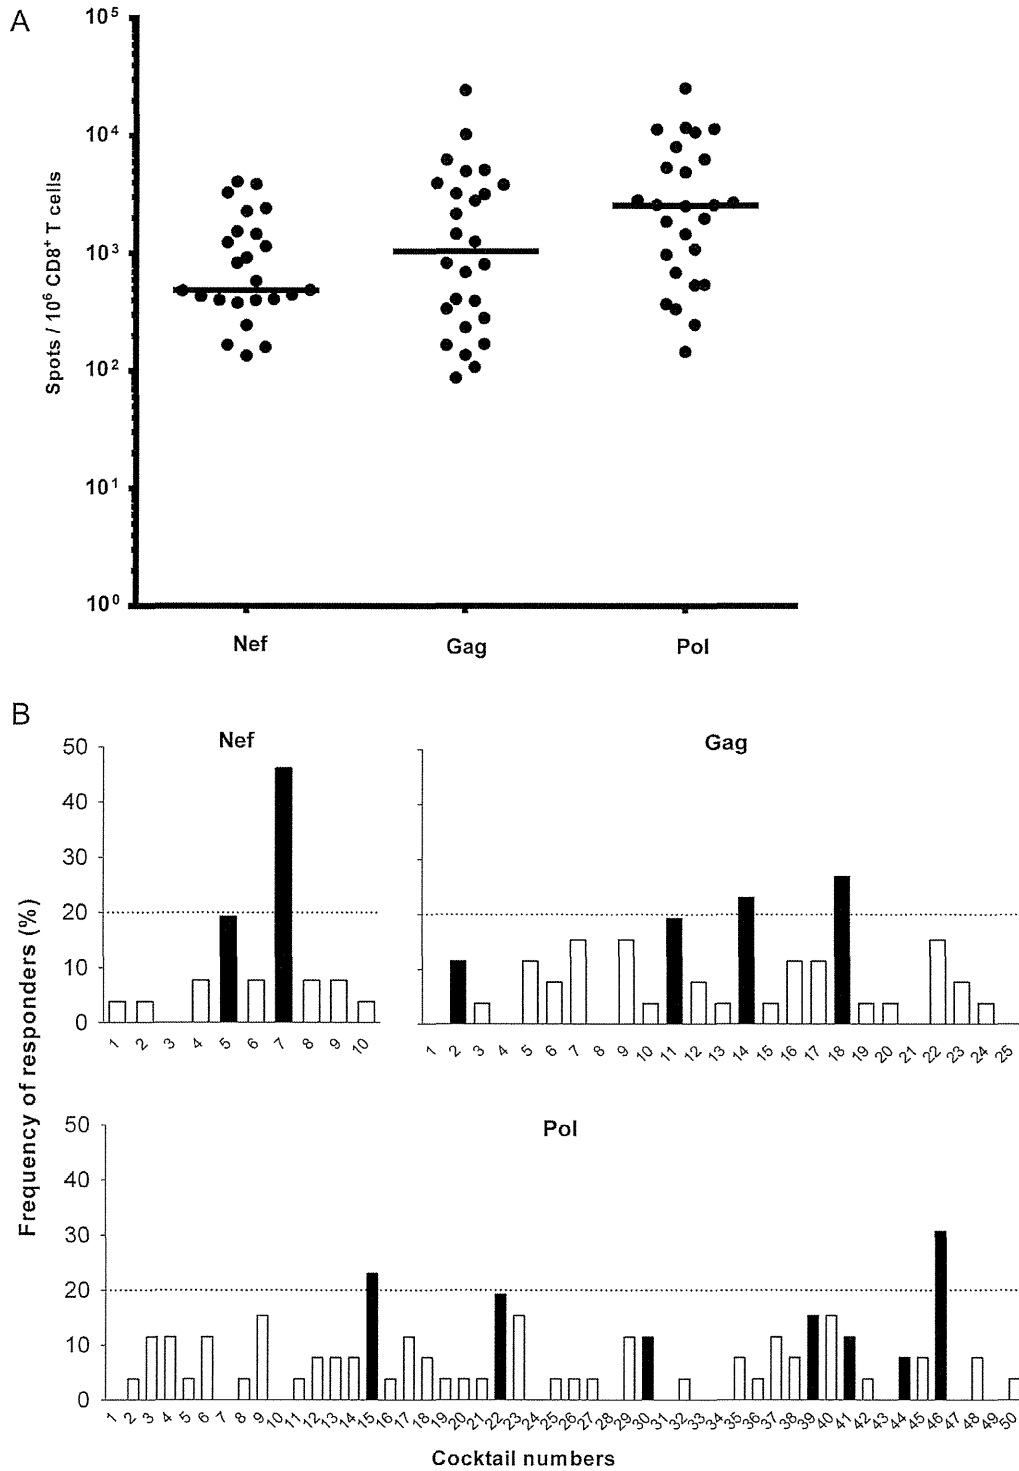 A
10⁵
10⁴
10³
10²
10¹
10⁰
Spots / 10⁶ CD8⁺ T cells
Nef Gag Pol
B
Nef
50
40
30
20
10
0
1 2 3 4 5 6 7 8 9 10
Gag
1 2 3 4 5 6 7 8 9 10 11 12 13 14 15 16 17 18 19 20 21 22 23 24 25
Frequency of responders (%)
Pol
50
40
30
20
10
0
1 2 3 4 5 6 7 8 9 10 11 12 13 14 15 16 17 18 19 20 21 22 23 24 25 26 27 28 29 30 31 32 33 34 35 36 37 38 39 40 41 42 43 44 45 46 47 48 49 50
Cocktail numbers